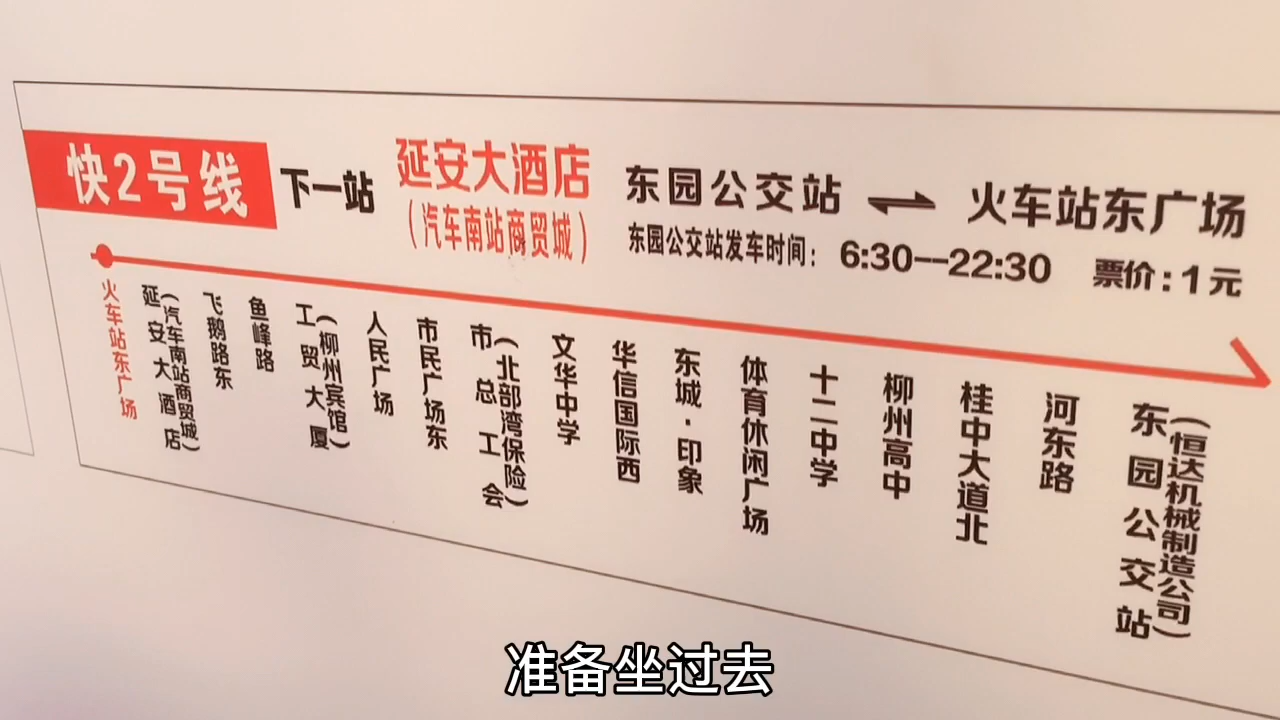 快2号线
下一站
延安大酒店
(汽车南站商贸城)
东园公交站 ⇌ 火车站东广场
东园公交站发车时间： 6:30--22:30 票价：1元
火车站东广场
延安大酒店
(汽车南站商贸城)
飞鹅路东
鱼峰路
工贸大厦
(柳州宾馆)
人民广场
市民广场东
市总工会
(北部湾保险)
文华中学
华信国际西
东城·印象
体育休闲广场
十二中学
柳州高中
桂中大道北
河东路
东园公交站
(恒达机械制造公司)
准备坐过去